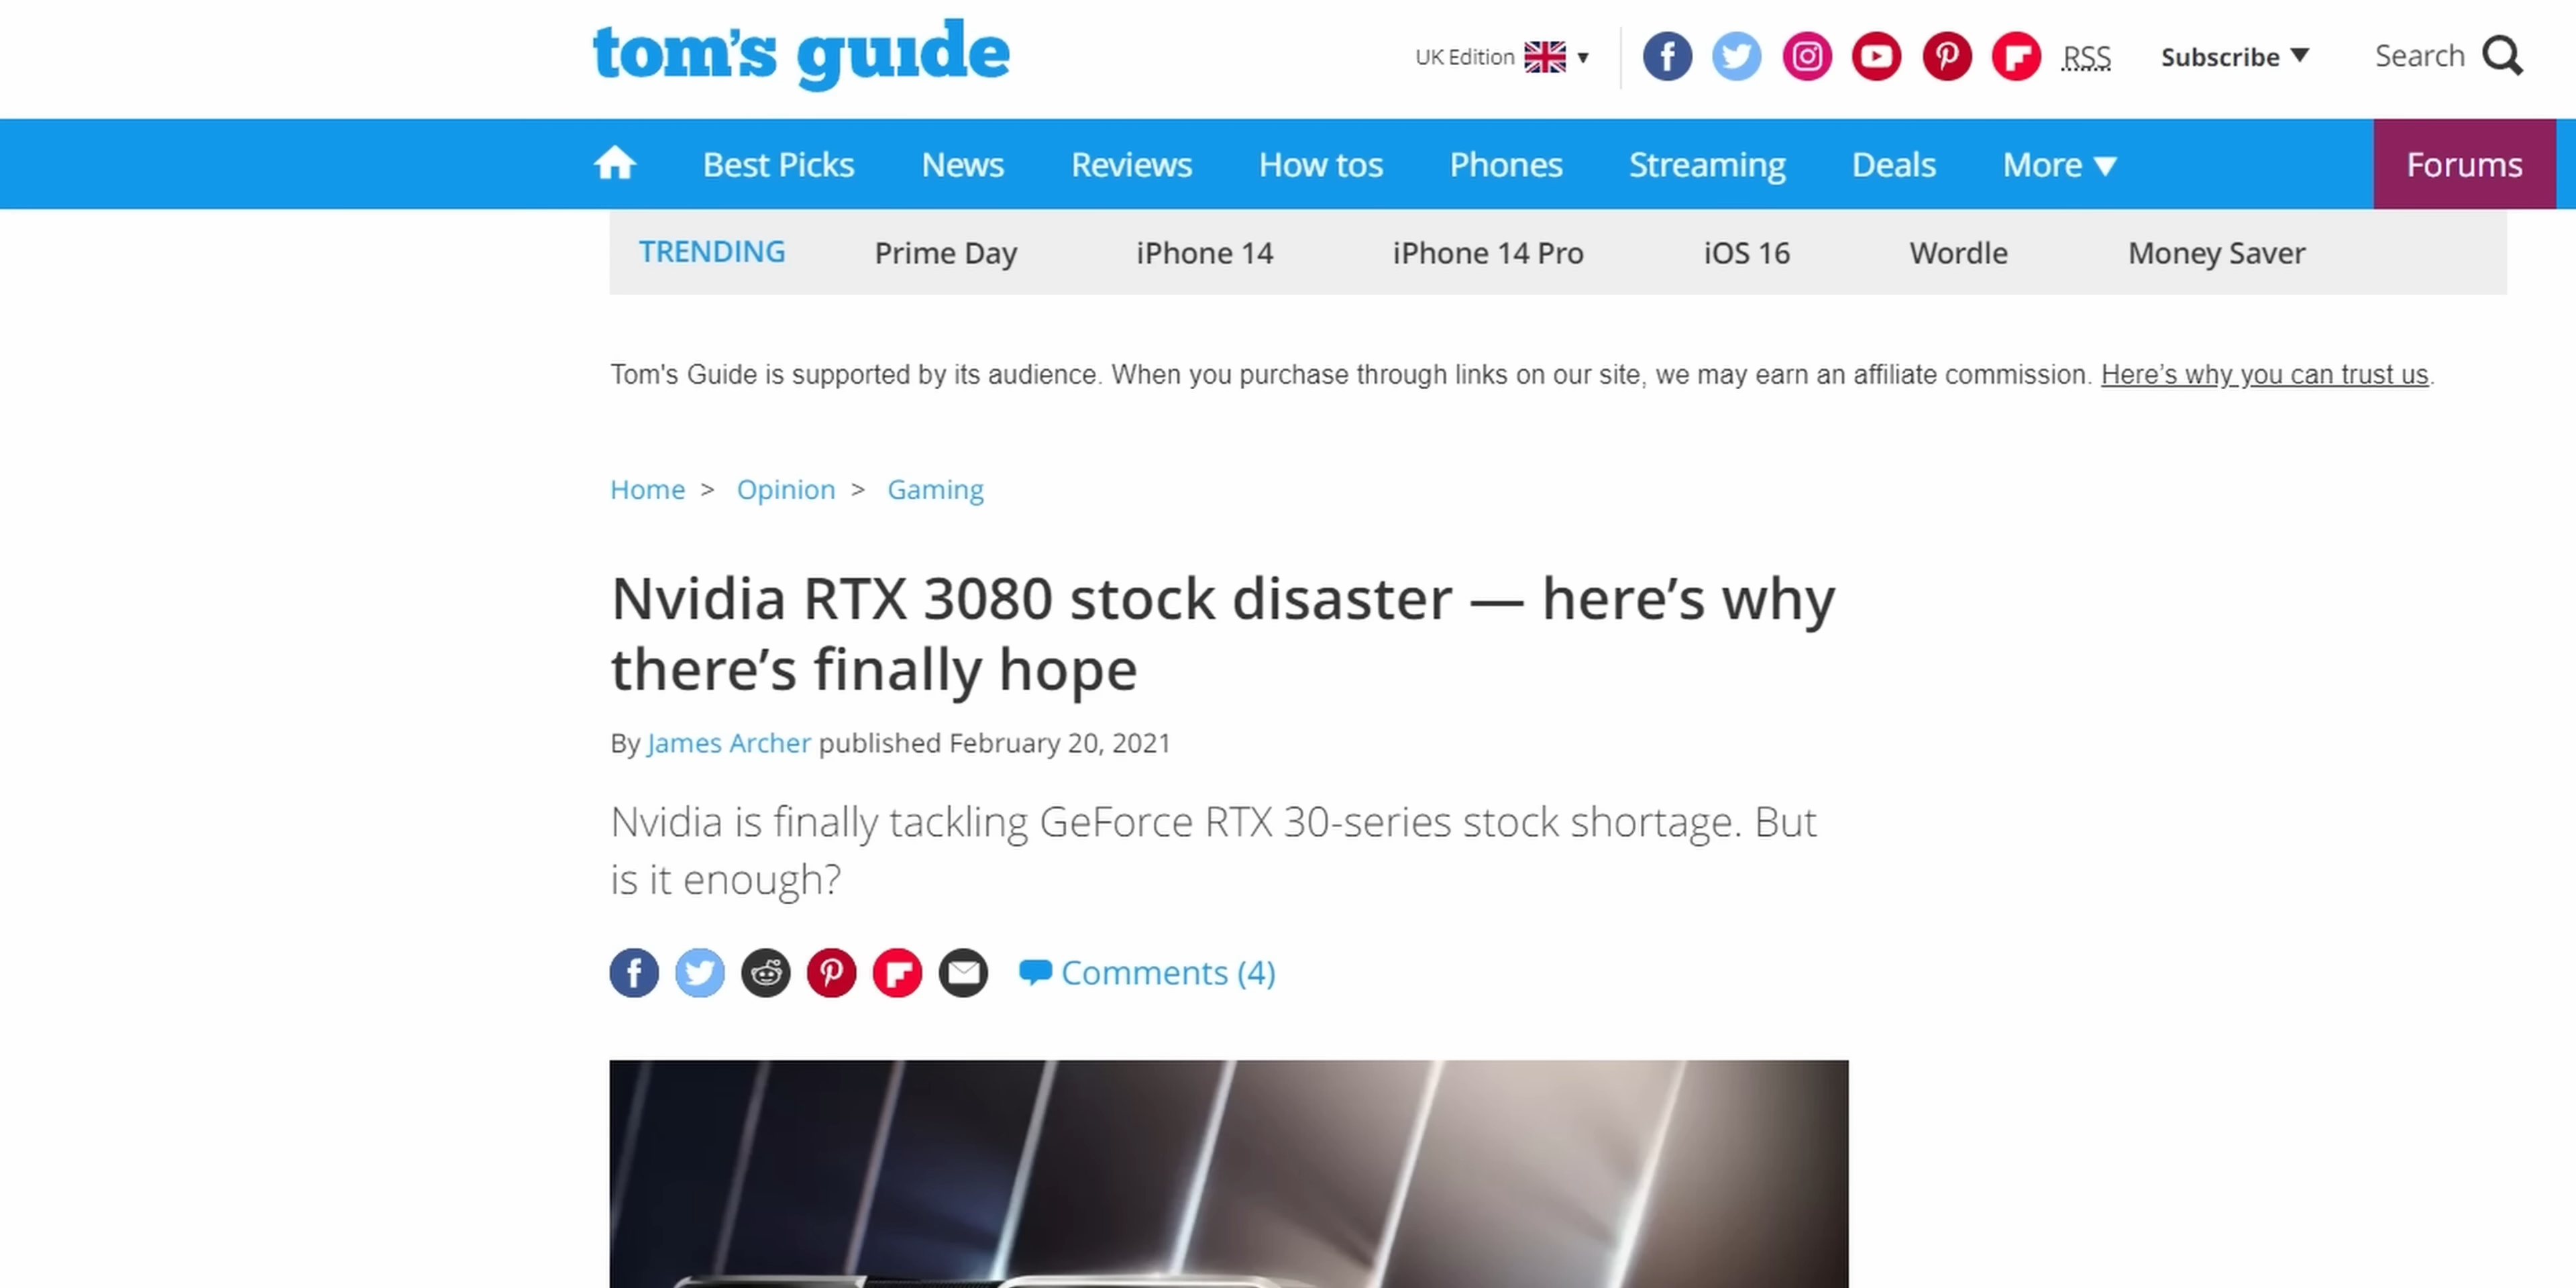 tom's guide
UK Edition RSS Subscribe Search
Best Picks News Reviews How tos Phones Streaming Deals More Forums
TRENDING Prime Day iPhone 14 iPhone 14 Pro iOS 16 Wordle Money Saver
Tom's Guide is supported by its audience. When you purchase through links on our site, we may earn an affiliate commission. Here’s why you can trust us.
Home > Opinion > Gaming
Nvidia RTX 3080 stock disaster — here’s why
there’s finally hope
By James Archer published February 20, 2021
Nvidia is finally tackling GeForce RTX 30-series stock shortage. But
is it enough?
Comments (4)